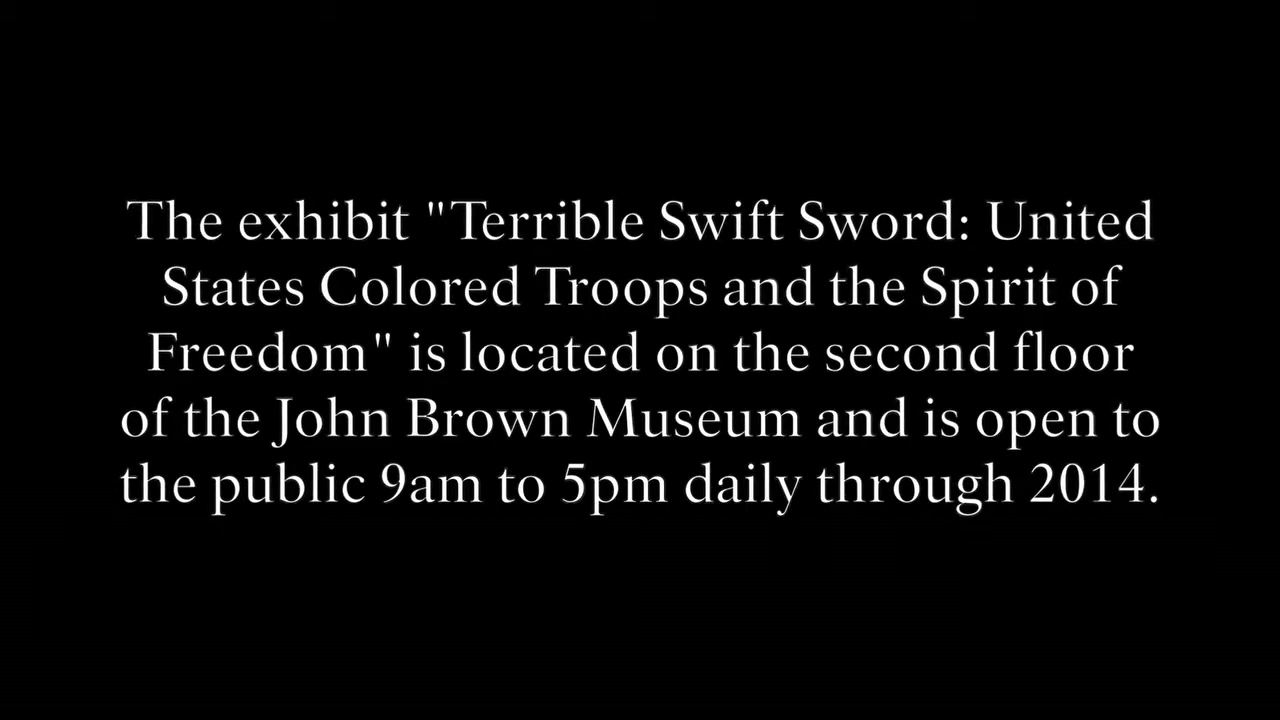 The exhibit "Terrible Swift Sword: United
States Colored Troops and the Spirit of
Freedom" is located on the second floor
of the John Brown Museum and is open to
the public 9am to 5pm daily through 2014.